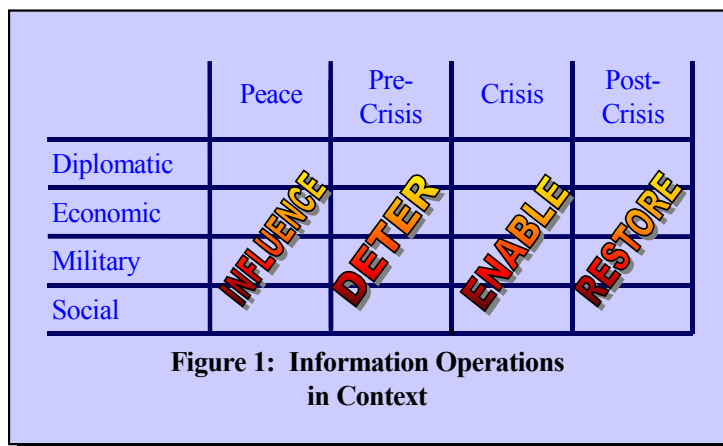 Peace
Pre-
Crisis
Crisis
Post-
Crisis
Diplomatic
Economic
Military
Social
INFLUENCE
DETER
ENABLE
RESTORE
Figure 1: Information Operations
in Context